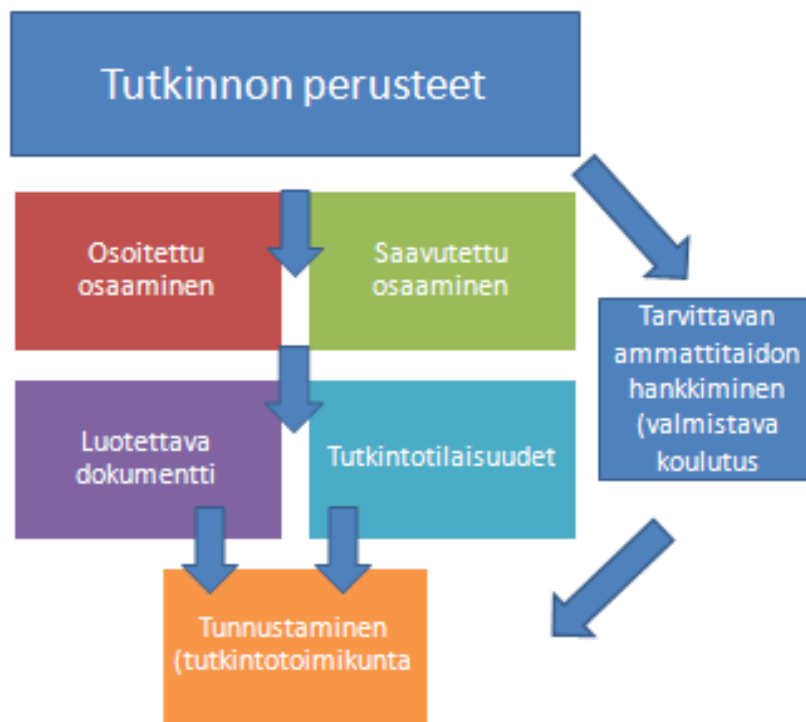 Tutkinnon perusteet
Osoitettu
osaaminen
Saavutettu
osaaminen
Tarvittavan
ammattitaidon
hankkiminen
(valmistava
koulutus
Luotettava
dokumentti
Tutkintotilaisuudet
Tunnustaminen
(tutkintotoimikunta